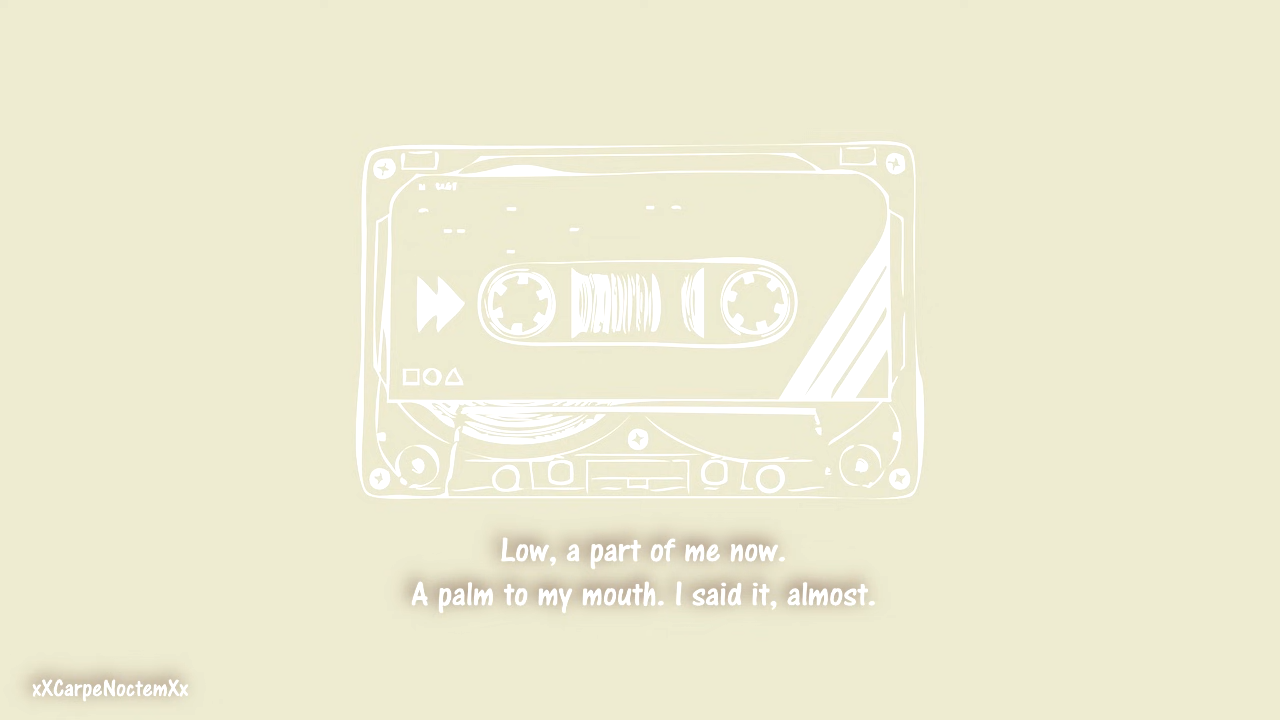 Low, a part of me now.
A palm to my mouth. I said it, almost.
xXCarpeNoctemXx